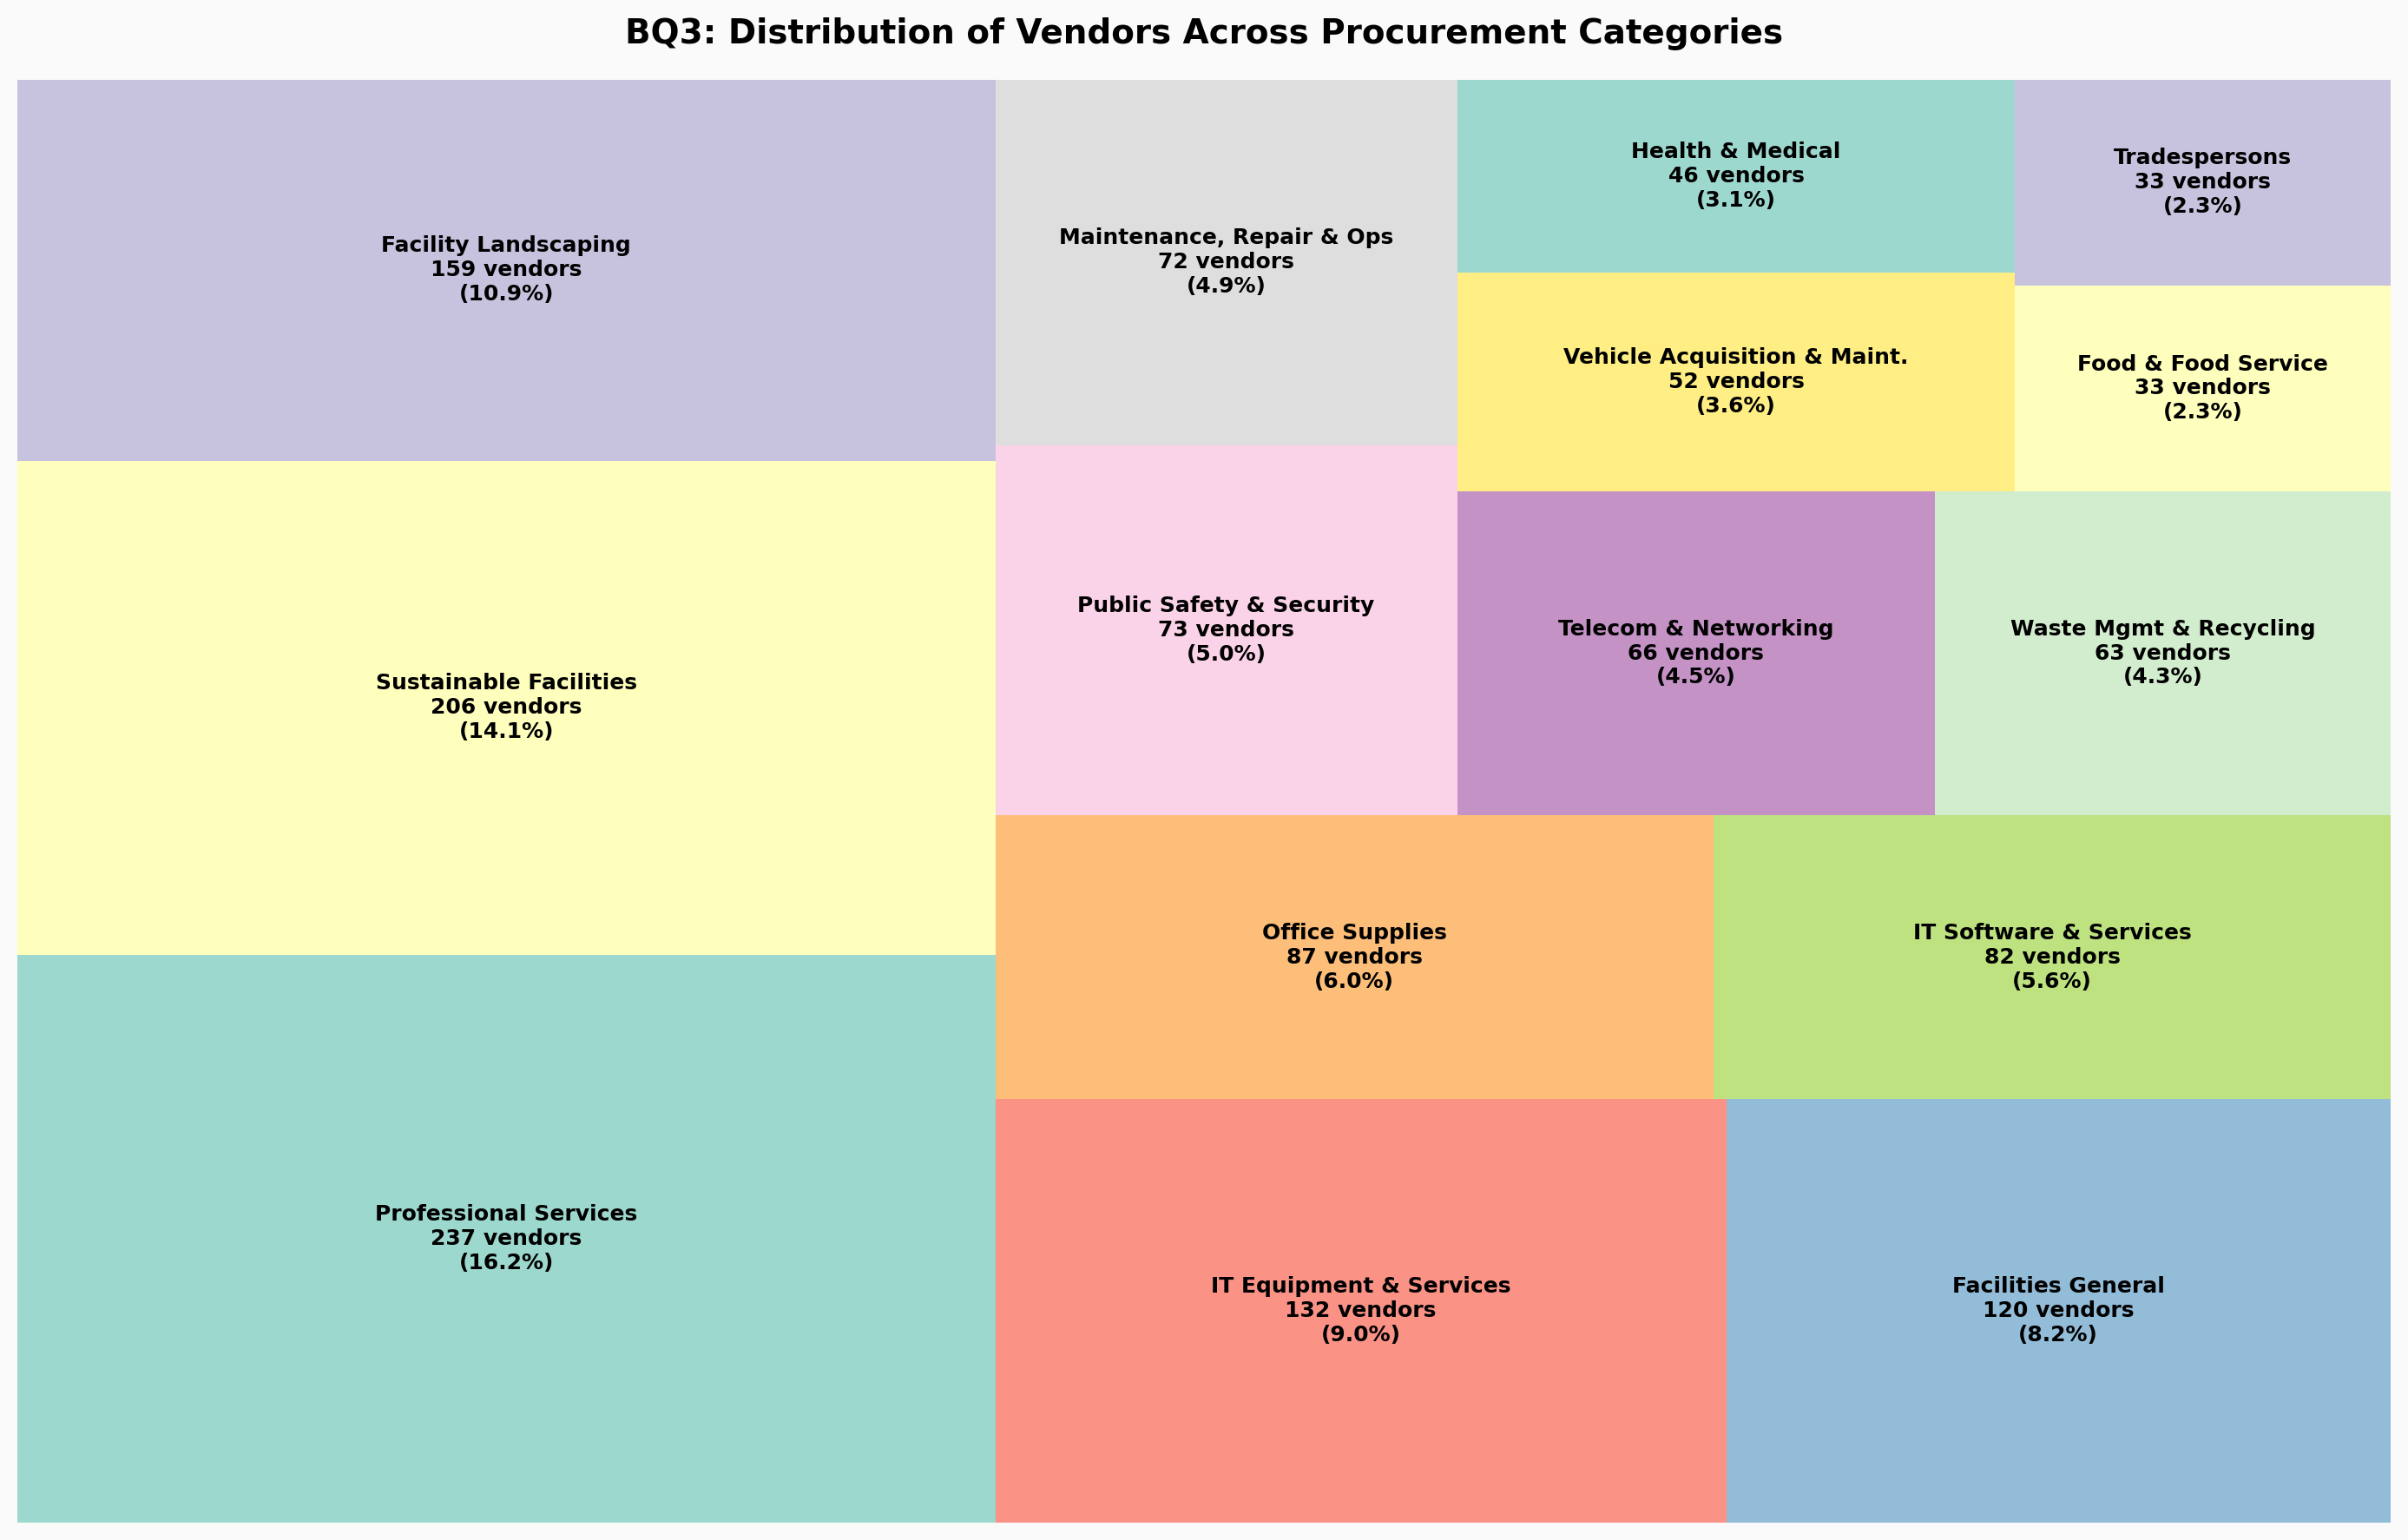 BQ3: Distribution of Vendors Across Procurement Categories
Facility Landscaping
159 vendors
(10.9%)
Sustainable Facilities
206 vendors
(14.1%)
Professional Services
237 vendors
(16.2%)
Maintenance, Repair & Ops
72 vendors
(4.9%)
Public Safety & Security
73 vendors
(5.0%)
Health & Medical
46 vendors
(3.1%)
Vehicle Acquisition & Maint.
52 vendors
(3.6%)
Tradespersons
33 vendors
(2.3%)
Food & Food Service
33 vendors
(2.3%)
Telecom & Networking
66 vendors
(4.5%)
Waste Mgmt & Recycling
63 vendors
(4.3%)
Office Supplies
87 vendors
(6.0%)
IT Software & Services
82 vendors
(5.6%)
IT Equipment & Services
132 vendors
(9.0%)
Facilities General
120 vendors
(8.2%)